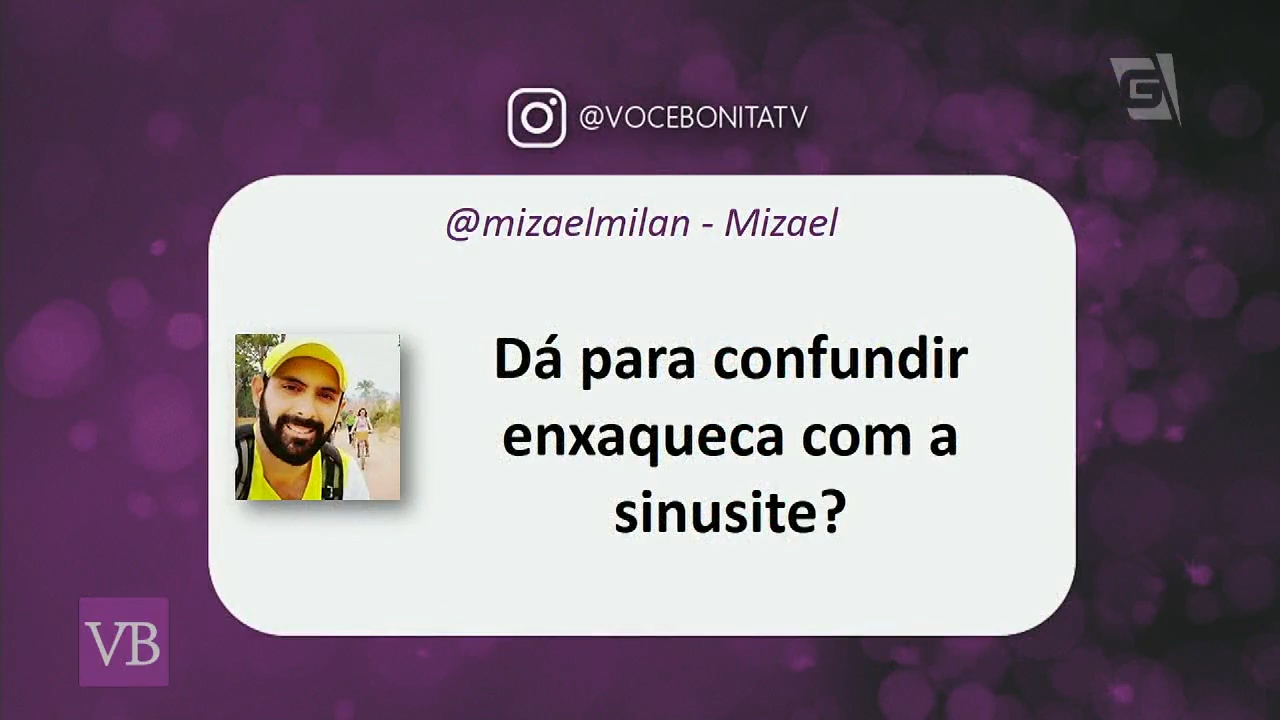 @VOCEBONITATV
@mizaelmilan - Mizael
Dá para confundir
enxaqueca com a
sinusite?
VB
G